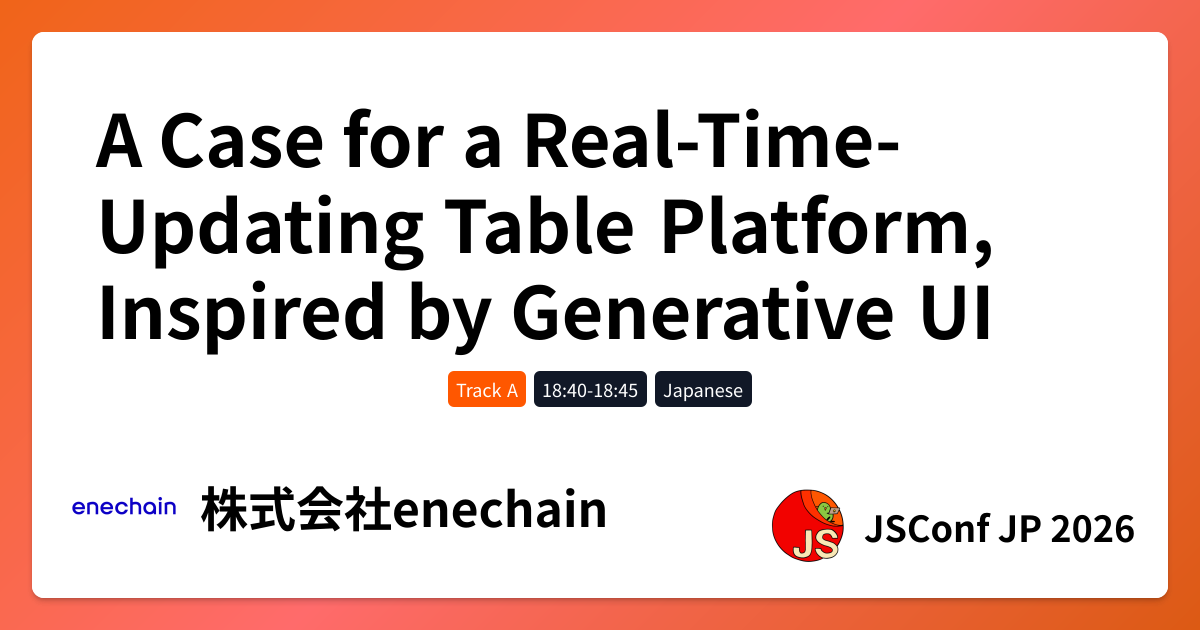 A Case for a Real-Time-
Updating Table Platform,
Inspired by Generative UI
Track A 18:40-18:45 Japanese
enechain 株式会社enechain
JS JSConf JP 2026